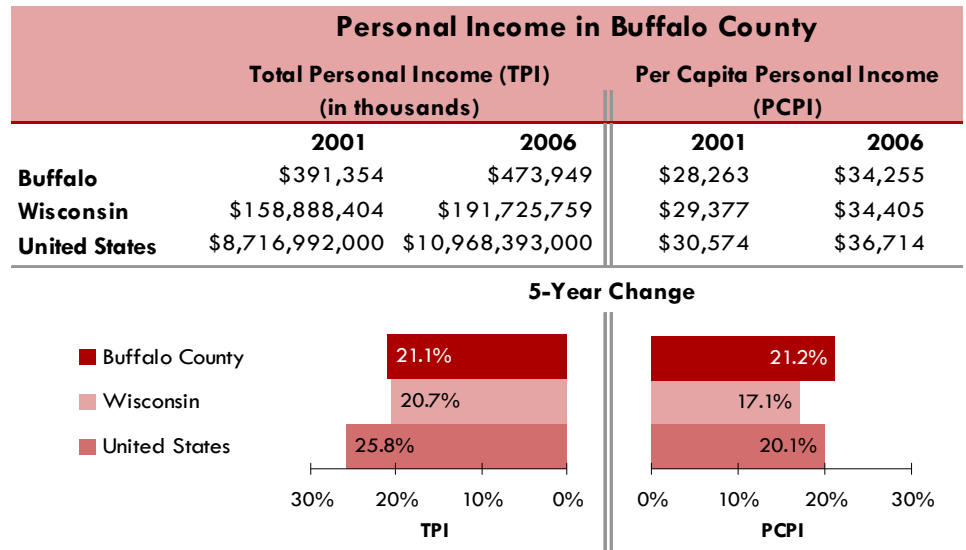 Personal Income in Buffalo County
Total Personal Income (TPI) Per Capita Personal Income
(in thousands) (PCPI)
2001 2006 2001 2006
Buffalo $391,354 $473,949 $28,263 $34,255
Wisconsin $158,888,404 $191,725,759 $29,377 $34,405
United States $8,716,992,000 $10,968,393,000 $30,574 $36,714
5-Year Change
Buffalo County 21.1% 21.2%
Wisconsin 20.7% 17.1%
United States 25.8% 20.1%
30% 20% 10% 0% 0% 10% 20% 30%
TPI PCPI